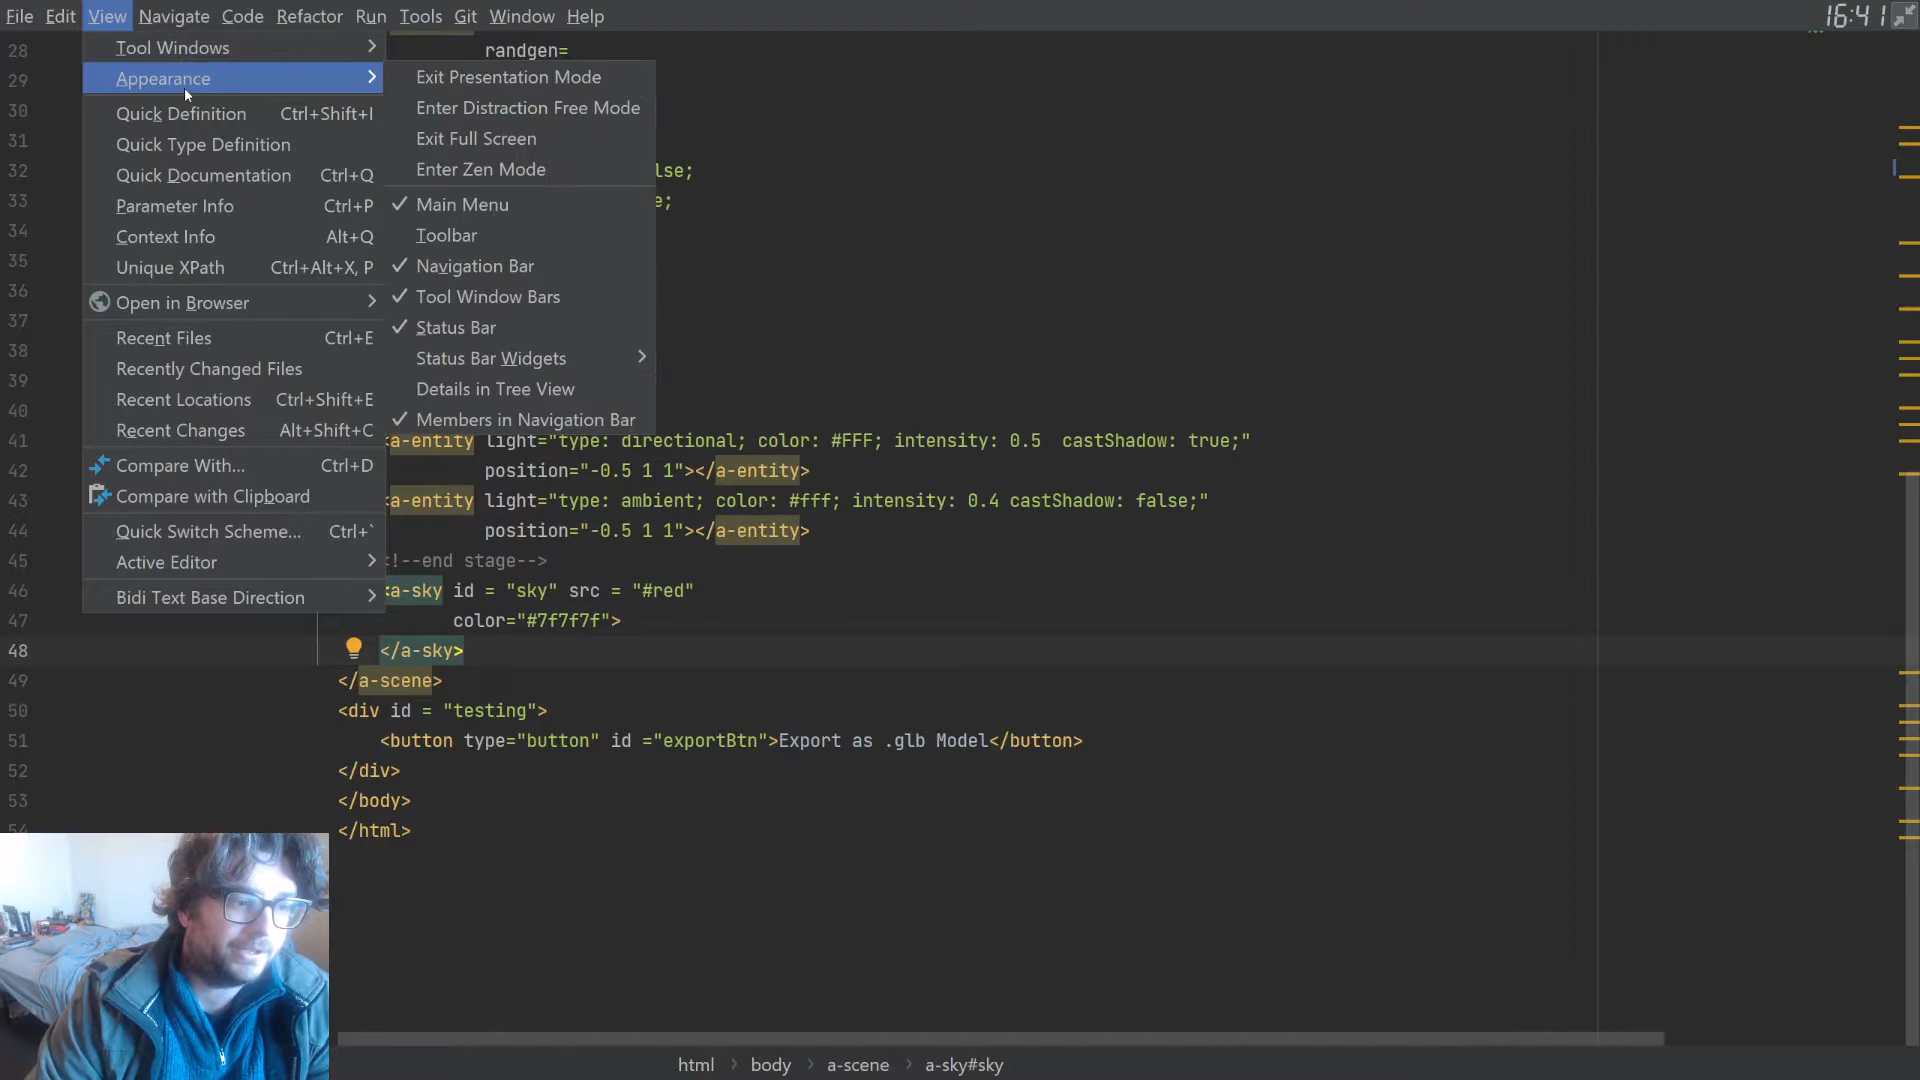 File Edit View Navigate Code Refactor Run Tools Git Window Help 16:41
Tool Windows
Appearance
Quick Definition Ctrl+Shift+I
Quick Type Definition
Quick Documentation Ctrl+Q
Parameter Info Ctrl+P
Context Info Alt+Q
Unique XPath Ctrl+Alt+X, P
Open in Browser
Recent Files Ctrl+E
Recently Changed Files
Recent Locations Ctrl+Shift+E
Recent Changes Alt+Shift+C
Compare With... Ctrl+D
Compare with Clipboard
Quick Switch Scheme... Ctrl+`
Active Editor
Bidi Text Base Direction
Exit Presentation Mode
Enter Distraction Free Mode
Exit Full Screen
Enter Zen Mode
Main Menu
Toolbar
Navigation Bar
Tool Window Bars
Status Bar
Status Bar Widgets
Details in Tree View
Members in Navigation Bar
28 randgen=
29
30
31
32 lse;
33 e;
34
35
36
37
38
39
40
41 <a-entity light="type: directional; color: #FFF; intensity: 0.5  castShadow: true;"
42 position="-0.5 1 1"></a-entity>
43 <a-entity light="type: ambient; color: #fff; intensity: 0.4 castShadow: false;"
44 position="-0.5 1 1"></a-entity>
45 <!--end stage-->
46 <a-sky id = "sky" src = "#red"
47 color="#7f7f7f">
48 </a-sky>
49 </a-scene>
50 <div id = "testing">
51 <button type="button" id ="exportBtn">Export as .glb Model</button>
52 </div>
53 </body>
54 </html>
html > body > a-scene > a-sky#sky